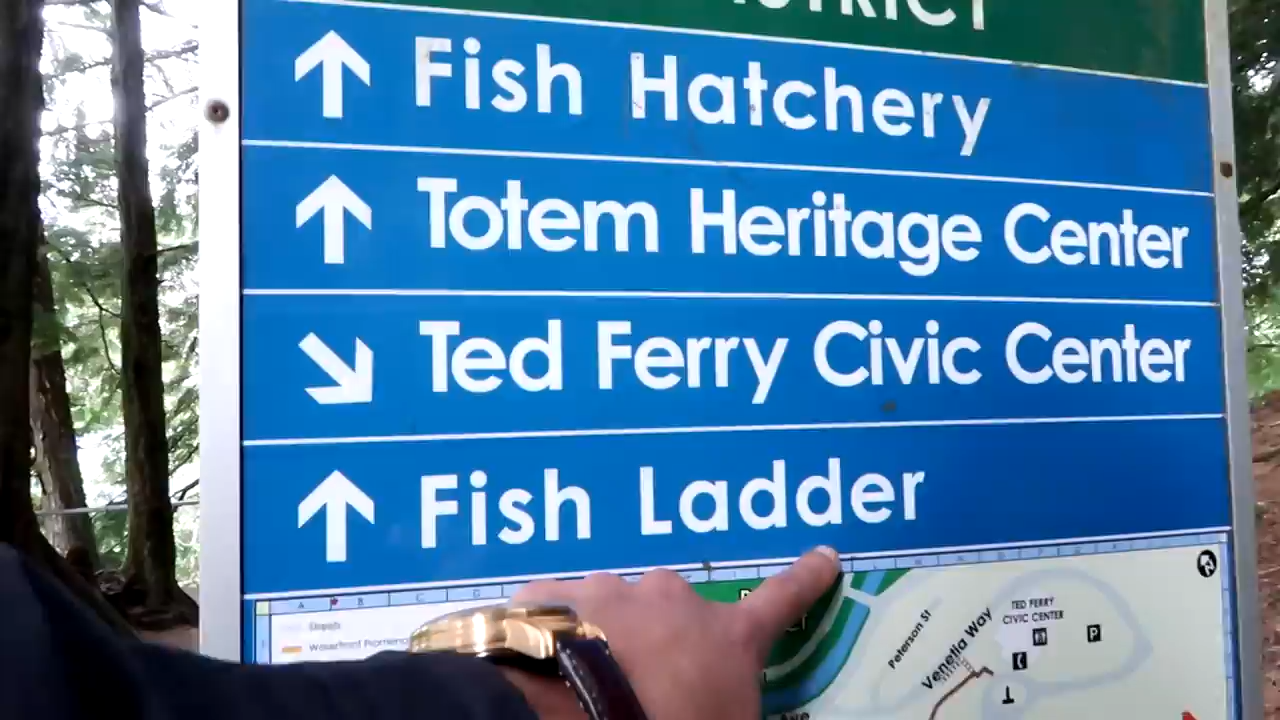 Fish Hatchery
Totem Heritage Center
Ted Ferry Civic Center
Fish Ladder
A B C
TED FERRY
CIVIC CENTER
P
Peterson St
Venetia Way
Ave